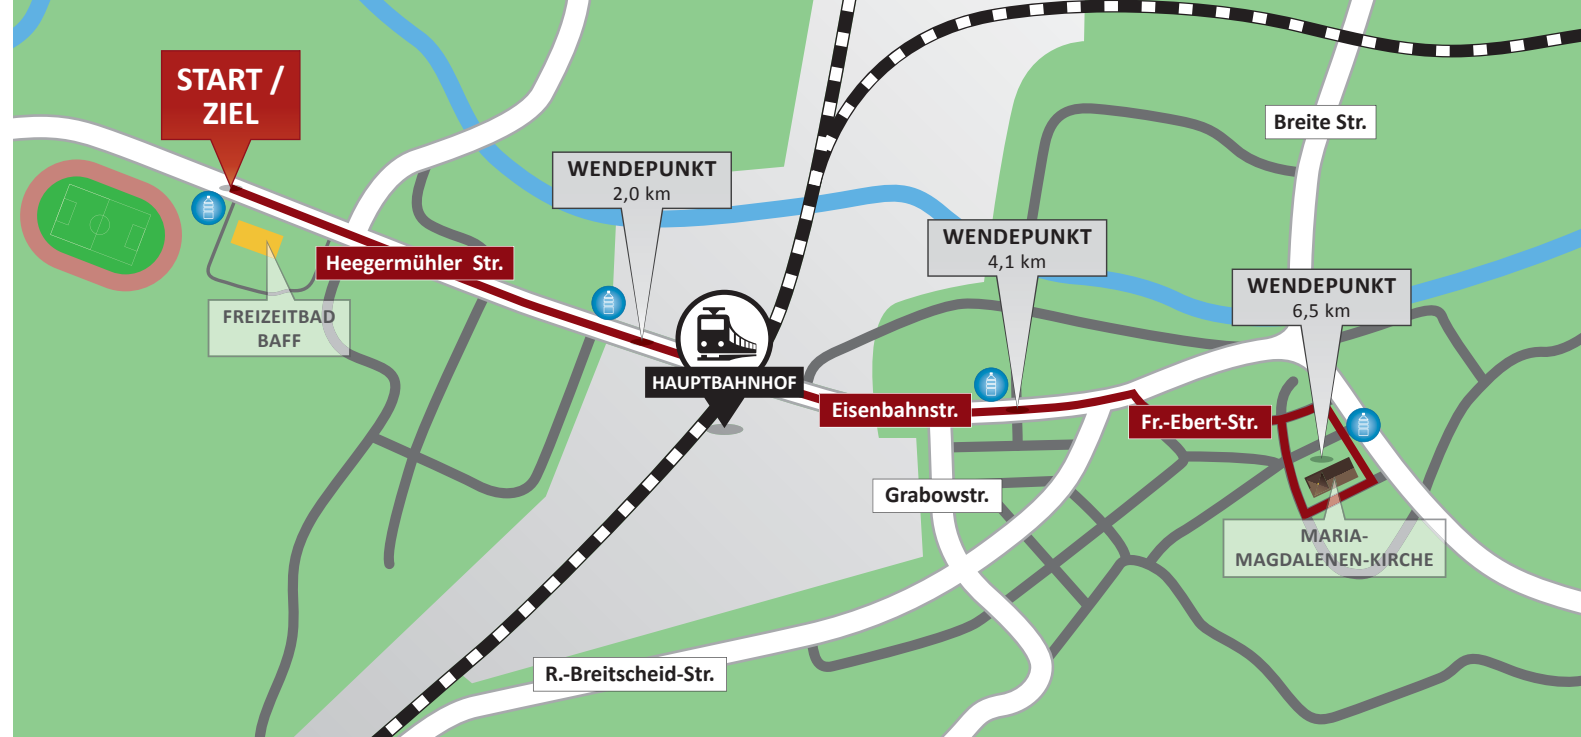 START /
ZIEL
Breite Str.
WENDEPUNKT
2,0 km
WENDEPUNKT
4,1 km
Heegermühler Str.
WENDEPUNKT
6,5 km
FREIZEITBAD
BAFF
HAUPTBAHNHOF
Eisenbahnstr.
Fr.-Ebert-Str.
Grabowstr.
MARIA-
MAGDALENEN-KIRCHE
R.-Breitscheid-Str.